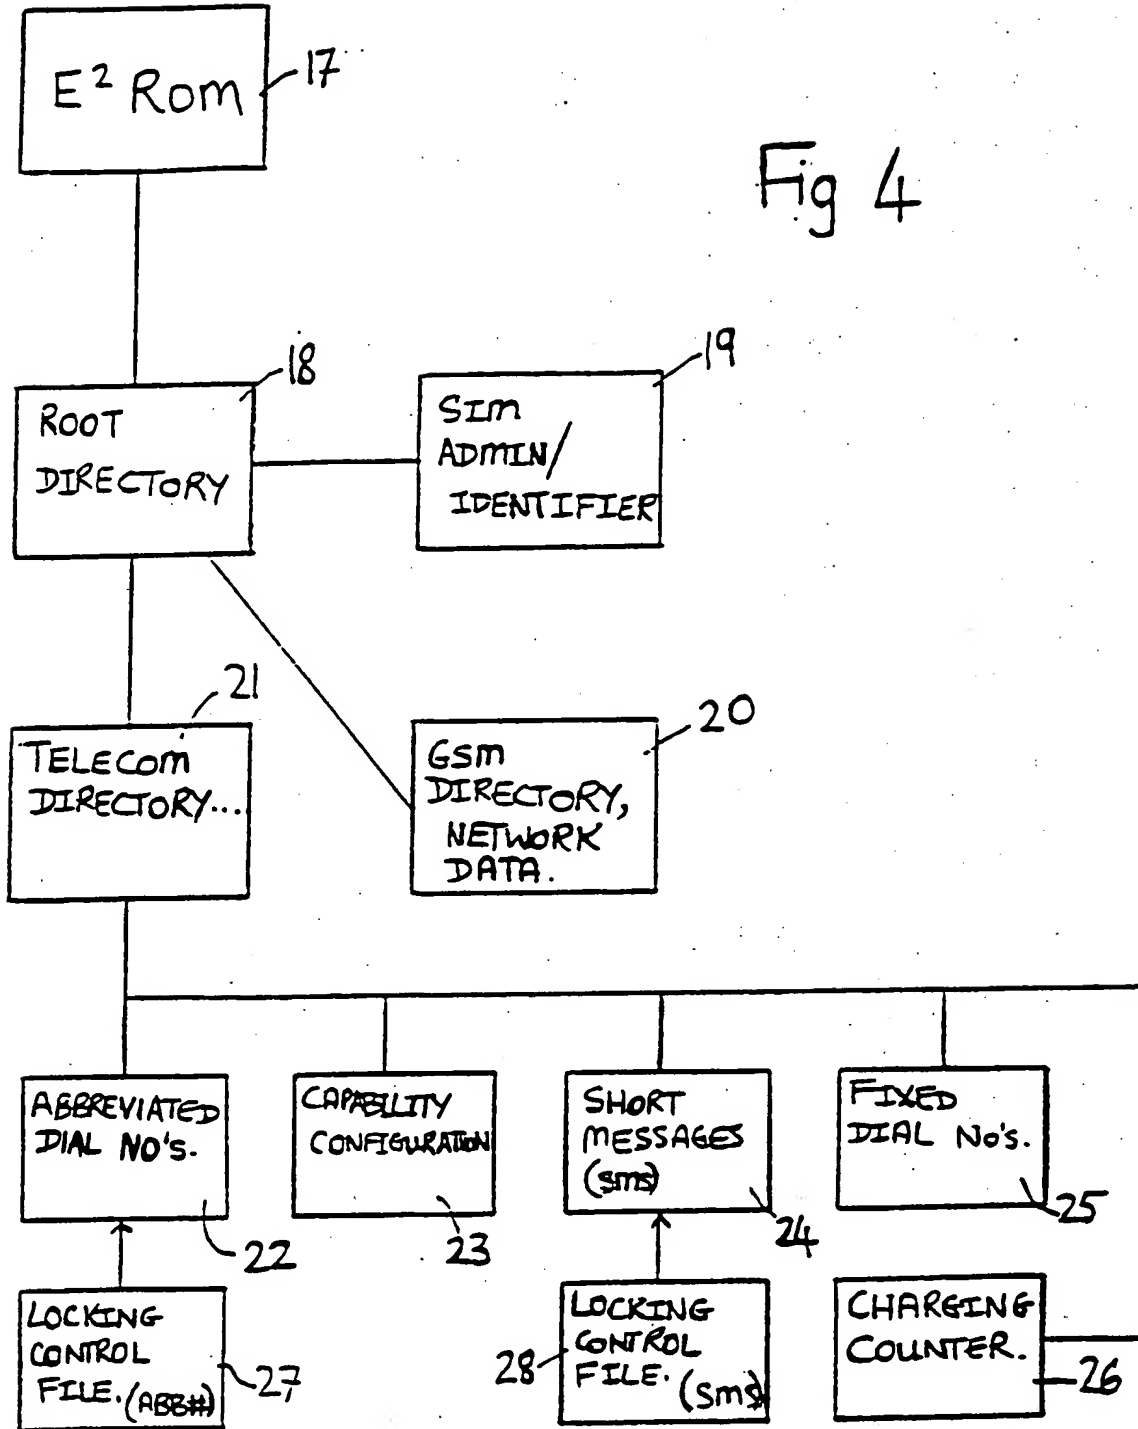 E² Rom
17
Fig 4
18
19
ROOT
DIRECTORY
SIM
ADMIN/
IDENTIFIER
21
20
TELECOM
DIRECTORY....
GSM
DIRECTORY,
NETWORK
DATA.
ABBREVIATED
DIAL NO'S.
22
CAPABILITY
CONFIGURATION
23
SHORT
MESSAGES
(SMS)
24
FIXED
DIAL No's.
25
LOCKING
CONTROL
FILE. (ABB#)
27
28
LOCKING
CONTROL
FILE. (SMS)
CHARGING
COUNTER.
26